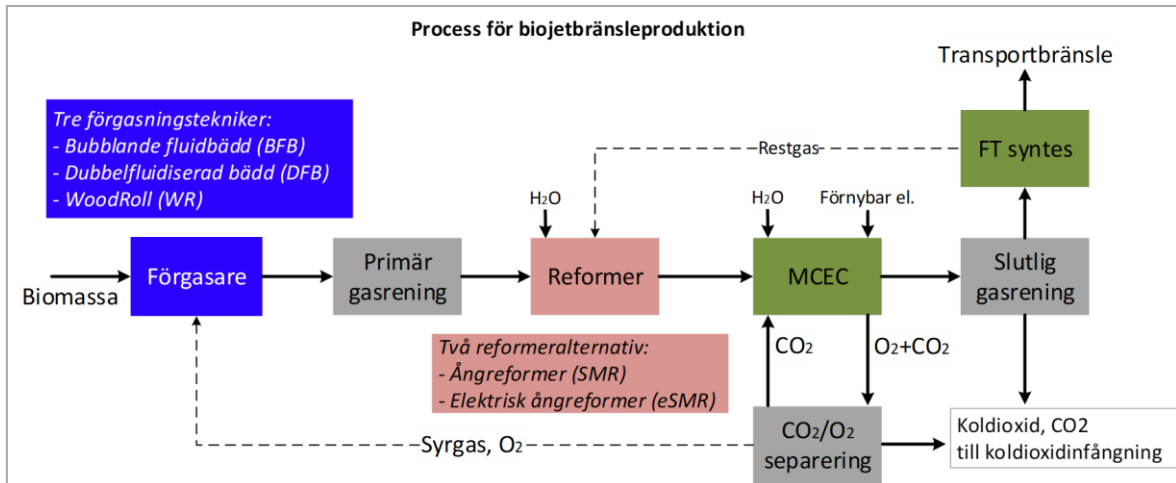 Process för biojetbränsleproduktion
Transportbränsle
Tre förgasningstekniker:
- Bubblande fluidbädd (BFB)
- Dubbelfluidiserad bädd (DFB)
- WoodRoll (WR)
Restgas
FT syntes
H2O
H2O
Förnybar el.
Biomassa
Förgasare
Primär
gasrening
Reformer
MCEC
Slutlig
gasrening
Två reformeralternativ:
- Ångreformer (SMR)
- Elektrisk ångreformer (eSMR)
CO2
O2+CO2
Syrgas, O2
CO2/O2
separering
Koldioxid, CO2
till koldioxidinfångning